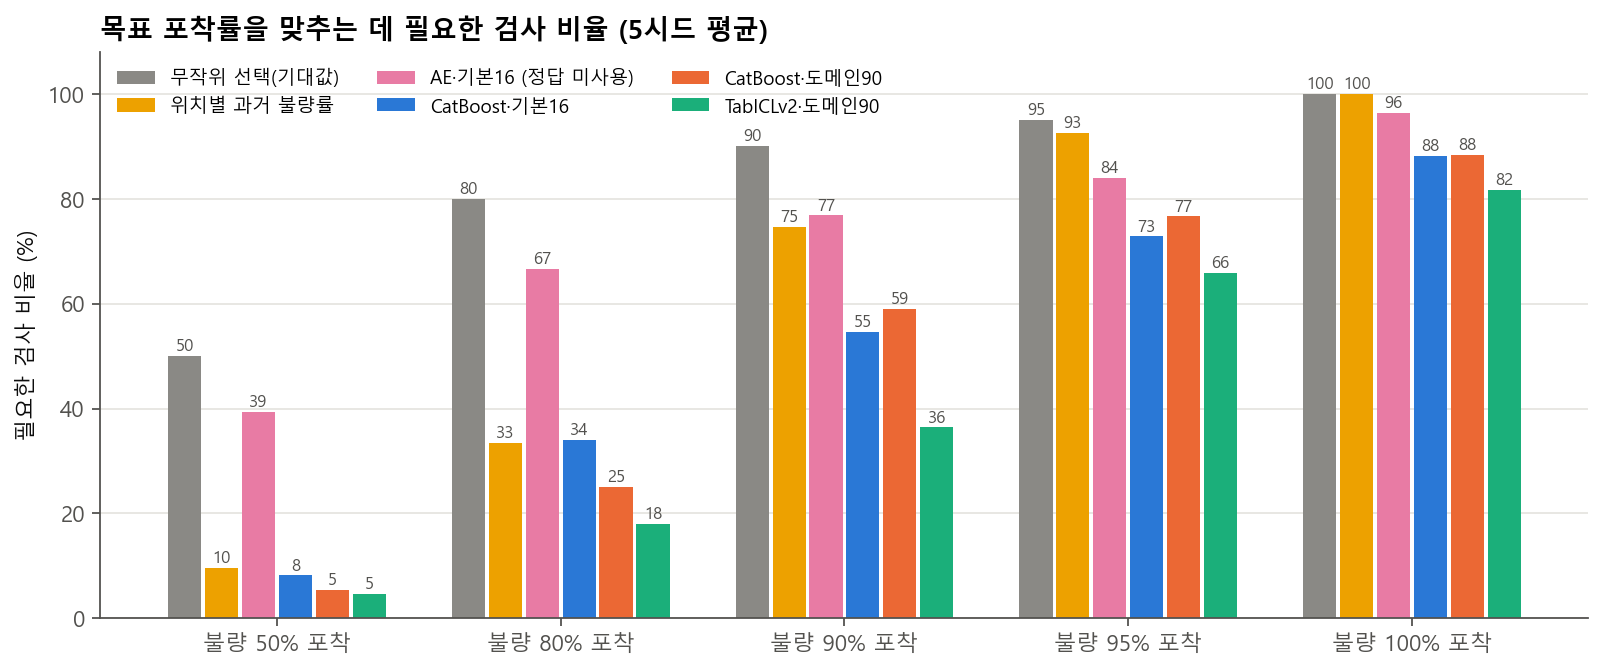 목표 포착률을 맞추는 데 필요한 검사 비율 (5시드 평균)
무작위 선택(기대값)
위치별 과거 불량률
AE·기본16 (정답 미사용)
CatBoost·기본16
CatBoost·도메인90
TabICLv2·도메인90
필요한 검사 비율 (%)
100
80
60
40
20
0
50
10
39
8
5
5
80
33
67
34
25
18
90
75
77
55
59
36
95
93
84
73
77
66
100
100
96
88
88
82
불량 50% 포착
불량 80% 포착
불량 90% 포착
불량 95% 포착
불량 100% 포착